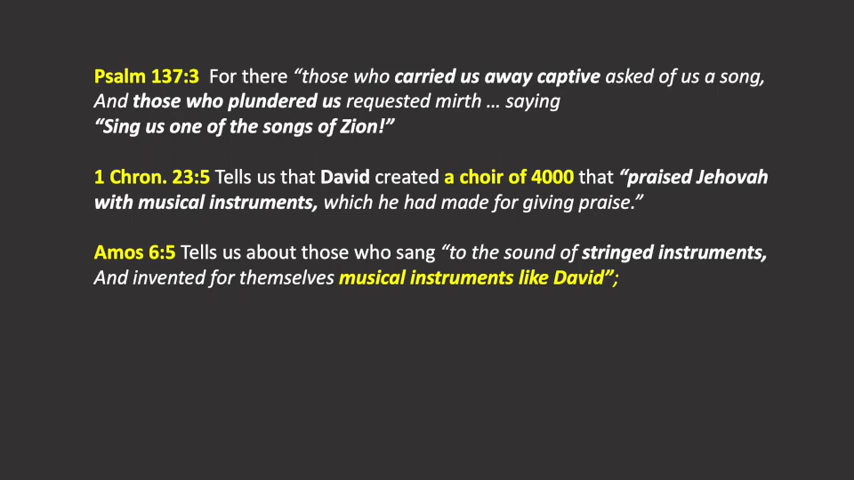 Psalm 137:3  For there “those who carried us away captive asked of us a song,
And those who plundered us requested mirth … saying
“Sing us one of the songs of Zion!”
1 Chron. 23:5 Tells us that David created a choir of 4000 that “praised Jehovah
with musical instruments, which he had made for giving praise.”
Amos 6:5 Tells us about those who sang “to the sound of stringed instruments,
And invented for themselves musical instruments like David”;